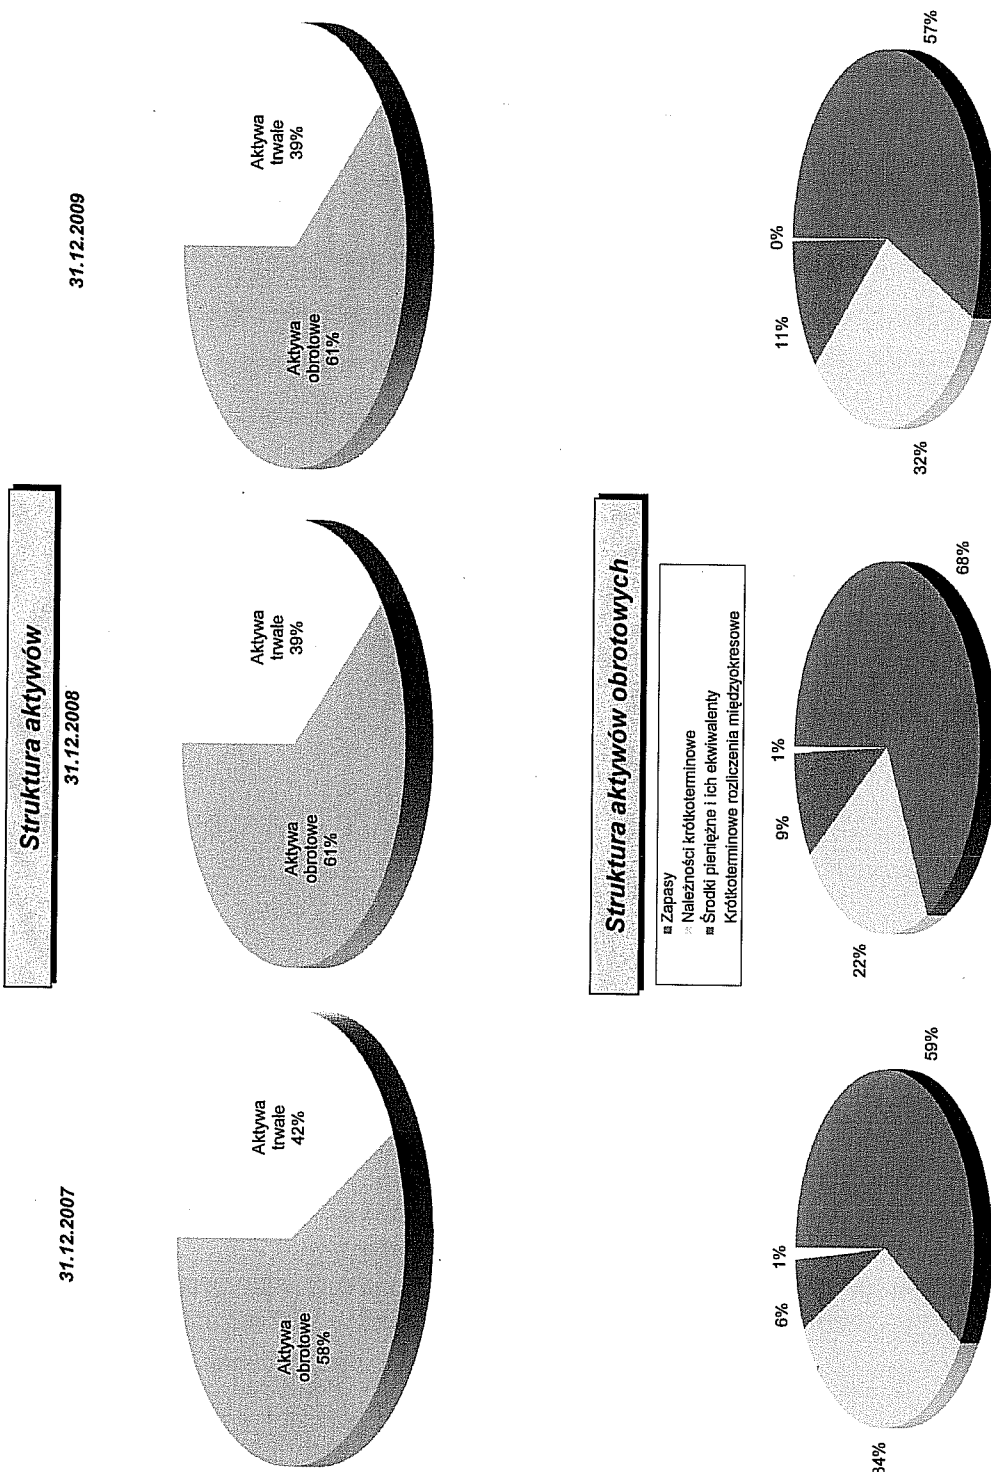 Struktura aktywów
31.12.2007
31.12.2008
31.12.2009
Aktywa
obrotowe
58%
Aktywa
trwałe
42%
Aktywa
obrotowe
61%
Aktywa
trwałe
39%
Aktywa
obrotowe
61%
Aktywa
trwałe
39%
Struktura aktywów obrotowych
Zapasy
Należności krótkoterminowe
Środki pieniężne i ich ekwiwalenty
Krótkoterminowe rozliczenia międzyokresowe
6%
1%
34%
59%
9%
1%
22%
68%
11%
0%
32%
57%